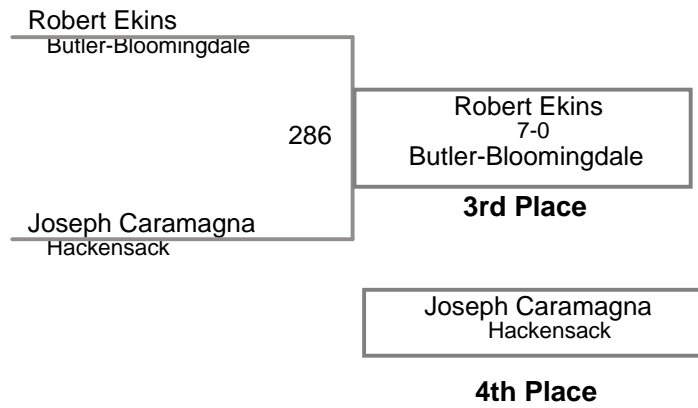 Robert Ekins
Butler-Bloomingdale
286
Robert Ekins
7-0
Butler-Bloomingdale
3rd Place
Joseph Caramagna
Hackensack
Joseph Caramagna
Hackensack
4th Place